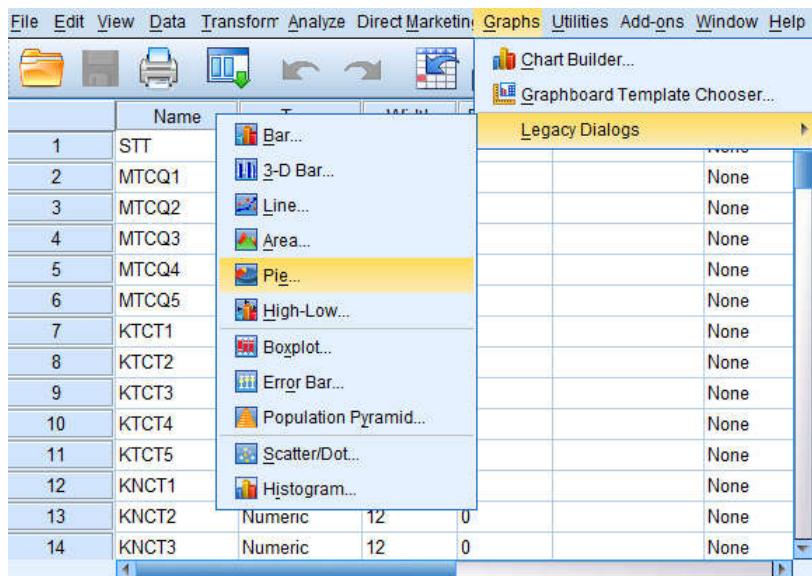 File Edit View Data Transform Analyze Direct Marketing Graphs Utilities Add-ons Window Help
Chart Builder...
Graphboard Template Chooser...
Legacy Dialogs
Name
Bar...
3-D Bar...
Line...
Area...
Pie...
High-Low...
Boxplot...
Error Bar...
Population Pyramid...
Scatter/Dot...
Histogram...
1 STT
2 MTCQ1 None
3 MTCQ2 None
4 MTCQ3 None
5 MTCQ4 None
6 MTCQ5 None
7 KTCT1 None
8 KTCT2 None
9 KTCT3 None
10 KTCT4 None
11 KTCT5 None
12 KNCT1 None
13 KNCT2 Numeric 12 0 None
14 KNCT3 Numeric 12 0 None